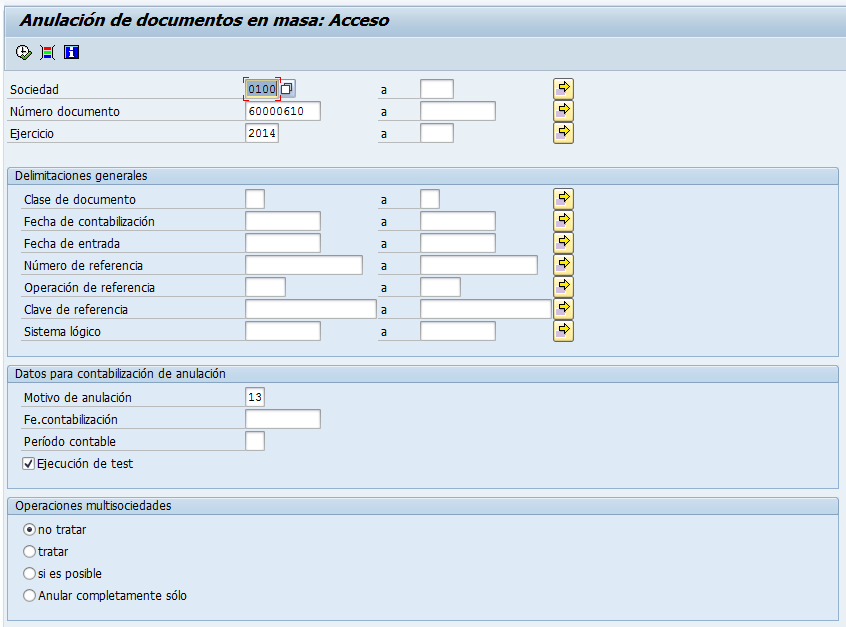 Anulación de documentos en masa: Acceso
Sociedad 0100 a
Número documento 60000610 a
Ejercicio 2014 a
Delimitaciones generales
Clase de documento a
Fecha de contabilización a
Fecha de entrada a
Número de referencia a
Operación de referencia a
Clave de referencia a
Sistema lógico a
Datos para contabilización de anulación
Motivo de anulación 13
Fe.contabilización
Período contable
Ejecución de test
Operaciones multisociedades
no tratar
tratar
si es posible
Anular completamente sólo